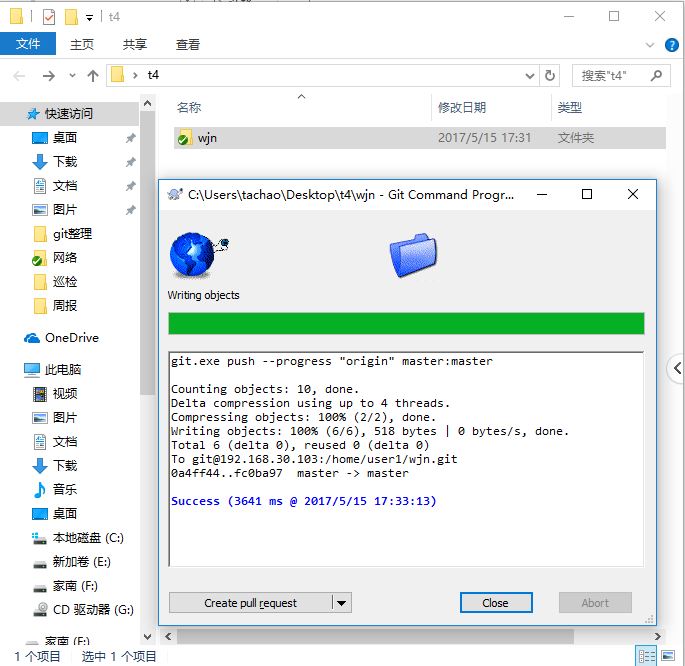 t4
文件 主页 共享 查看
t4 搜索"t4"
名称 修改日期 类型
wjn 2017/5/15 17:31 文件夹
快速访问
桌面
下载
文档
图片
git整理
网络
巡检
周报
OneDrive
此电脑
视频
图片
文档
下载
音乐
桌面
本地磁盘 (C:)
新加卷 (E:)
家南 (F:)
CD 驱动器 (G:)
家南 (F:)
C:\Users\tachao\Desktop\t4\wjn - Git Command Progr...
Writing objects
git.exe push --progress "origin" master:master
Counting objects: 10, done.
Delta compression using up to 4 threads.
Compressing objects: 100% (2/2), done.
Writing objects: 100% (6/6), 518 bytes | 0 bytes/s, done.
Total 6 (delta 0), reused 0 (delta 0)
To git@192.168.30.103:/home/user1/wjn.git
0a4ff44..fc0ba97 master -> master
Success (3641 ms @ 2017/5/15 17:33:13)
Create pull request Close Abort
1 个项目 选中 1 个项目